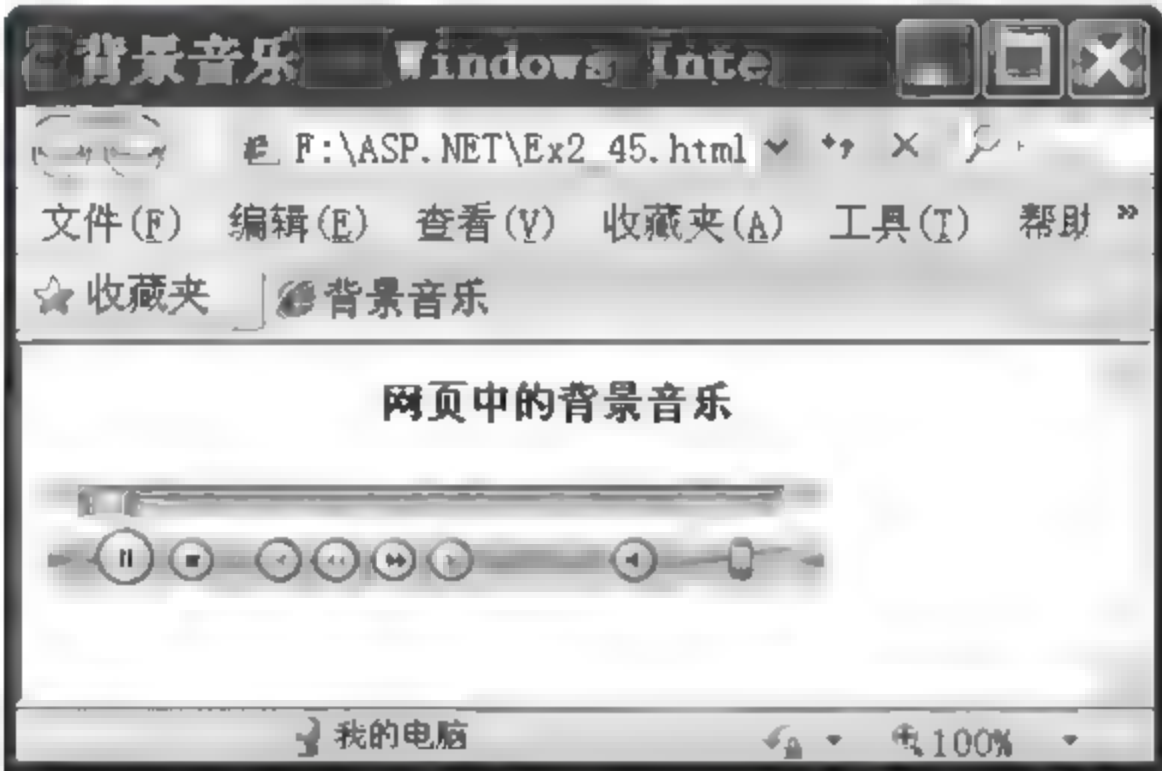 背景音乐 Windows Inte
F:\ASP.NET\Ex2_45.html
文件(F) 编辑(E) 查看(V) 收藏夹(A) 工具(T) 帮助 »
收藏夹 背景音乐
网页中的背景音乐
我的电脑 100%